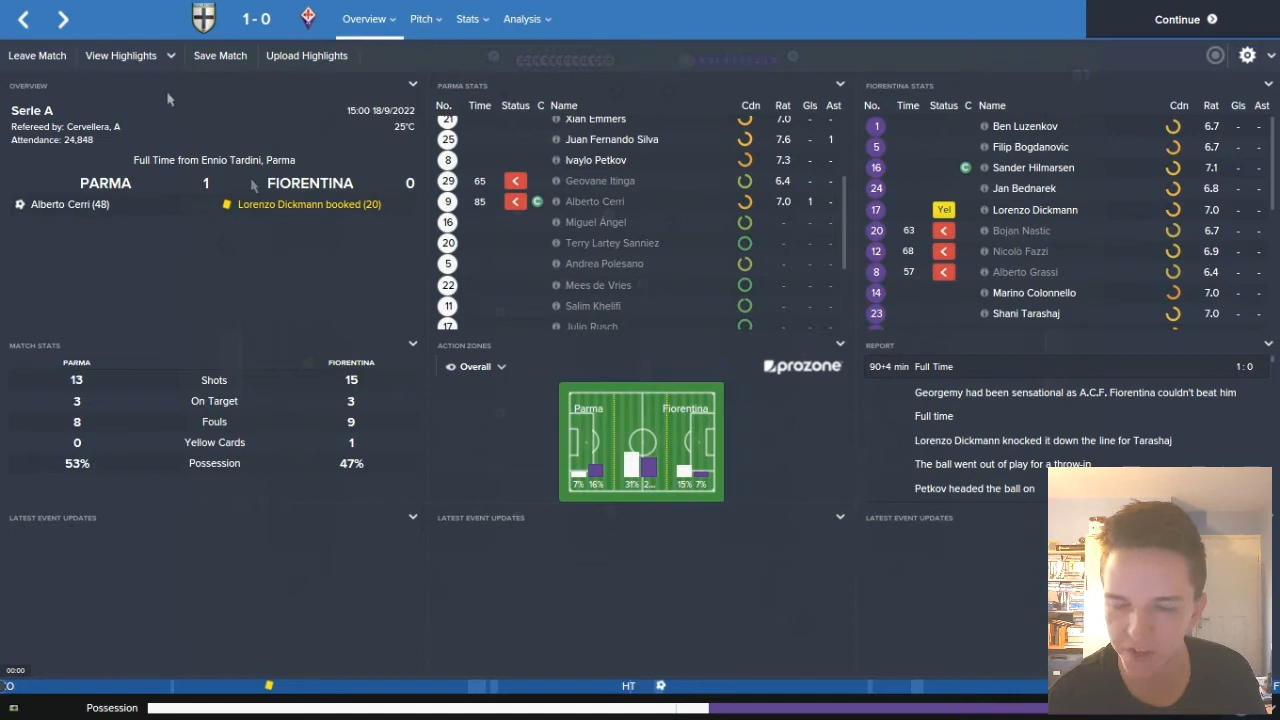 1 - 0
Overview
Pitch
Stats
Analysis
Continue
Leave Match
View Highlights
Save Match
Upload Highlights
OVERVIEW
Serie A
15:00 18/9/2022
Refereed by: Cervellera, A
25°C
Attendance: 24,848
Full Time from Ennio Tardini, Parma
PARMA 1 FIORENTINA 0
Alberto Cerri (48)
Lorenzo Dickmann booked (20)
PARMA STATS
No. Time Status C Name Cdn Rat Gls Ast
21 Xian Emmers 7.0 - -
25 Juan Fernando Silva 7.6 - 1
8 Ivaylo Petkov 7.3 - -
29 65 Geovane Itinga 6.4 - -
9 85 C Alberto Cerri 7.0 1 -
16 Miguel Ángel - - -
20 Terry Lartey Sanniez - - -
5 Andrea Polesano - - -
22 Mees de Vries - - -
11 Salim Khelifi - - -
17 Julio Rusch
FIORENTINA STATS
No. Time Status C Name Cdn Rat Gls Ast
1 Ben Luzenkov 6.7 - -
5 Filip Bogdanovic 6.7 - -
16 C Sander Hilmarsen 7.1 - -
24 Jan Bednarek 6.8 - -
17 Yel Lorenzo Dickmann 7.0 - -
20 63 Bojan Nastic 6.7 - -
12 68 Nicolò Fazzi 6.9 - -
8 57 Alberto Grassi 6.4 - -
14 Marino Colonnello 7.0 - -
23 Shani Tarashaj 7.0 - -
MATCH STATS
PARMA FIORENTINA
13 Shots 15
3 On Target 3
8 Fouls 9
0 Yellow Cards 1
53% Possession 47%
ACTION ZONES
Overall
prozone
Parma Fiorentina
7% 16% 31% 2... 15% 7%
REPORT
90+4 min Full Time 1 : 0
Georgemy had been sensational as A.C.F. Fiorentina couldn't beat him
Full time
Lorenzo Dickmann knocked it down the line for Tarashaj
The ball went out of play for a throw-in
Petkov headed the ball on
LATEST EVENT UPDATES
LATEST EVENT UPDATES
LATEST EVENT UPDATES
00:00
HT
Possession